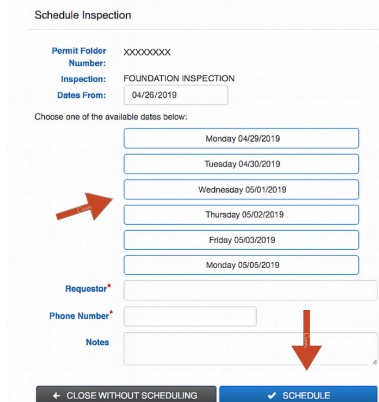 Schedule Inspection
Permit Folder Number: XXXXXXXX
Inspection: FOUNDATION INSPECTION
Dates From: 04/26/2019
Choose one of the available dates below:
Monday 04/29/2019
Tuesday 04/30/2019
Wednesday 05/01/2019
Thursday 05/02/2019
Friday 05/03/2019
Monday 05/05/2019
Requestor*
Phone Number*
Notes
← CLOSE WITHOUT SCHEDULING ✔ SCHEDULE